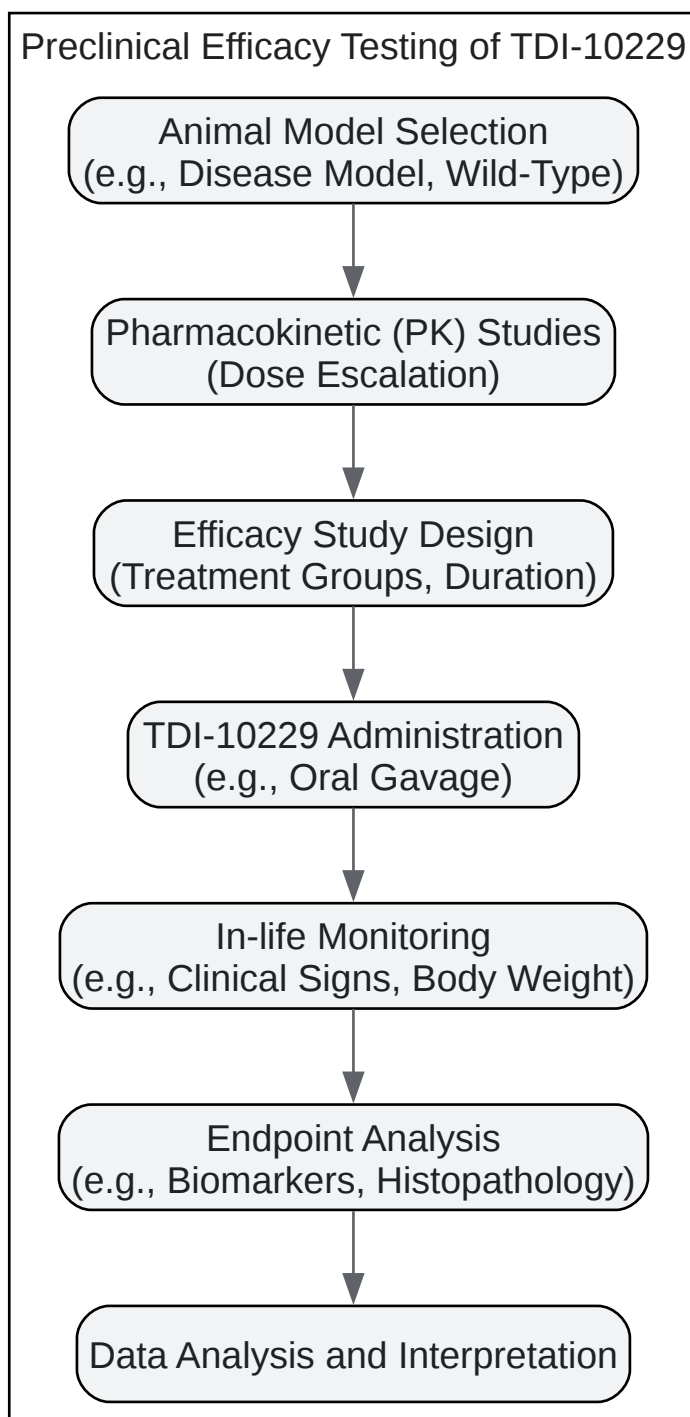 Preclinical Efficacy Testing of TDI-10229
Animal Model Selection
(e.g., Disease Model, Wild-Type)
Pharmacokinetic (PK) Studies
(Dose Escalation)
Efficacy Study Design
(Treatment Groups, Duration)
TDI-10229 Administration
(e.g., Oral Gavage)
In-life Monitoring
(e.g., Clinical Signs, Body Weight)
Endpoint Analysis
(e.g., Biomarkers, Histopathology)
Data Analysis and Interpretation